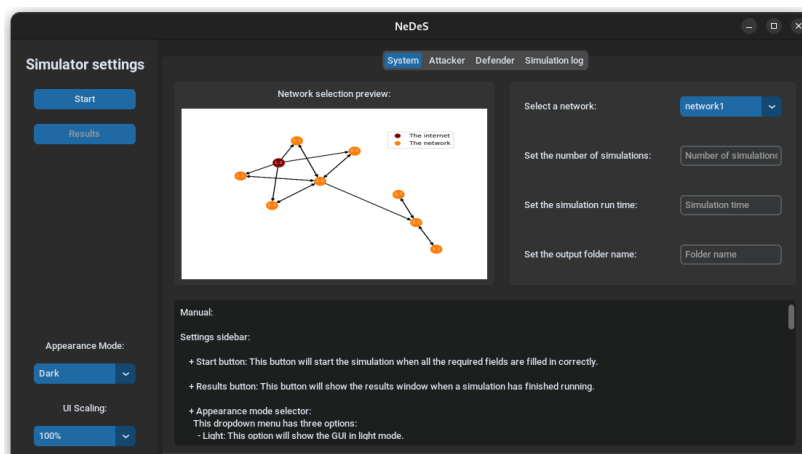 NeDeS
Simulator settings
Start
Results
Appearance Mode:
Dark
UI Scaling:
100%
System Attacker Defender Simulation log
Network selection preview:
The internet
The network
Select a network:
network1
Set the number of simulations:
Number of simulations
Set the simulation run time:
Simulation time
Set the output folder name:
Folder name
Manual:
Settings sidebar:
+ Start button: This button will start the simulation when all the required fields are filled in correctly.
+ Results button: This button will show the results window when a simulation has finished running.
+ Appearance mode selector:
This dropdown menu has three options:
- Light: This option will show the GUI in light mode.